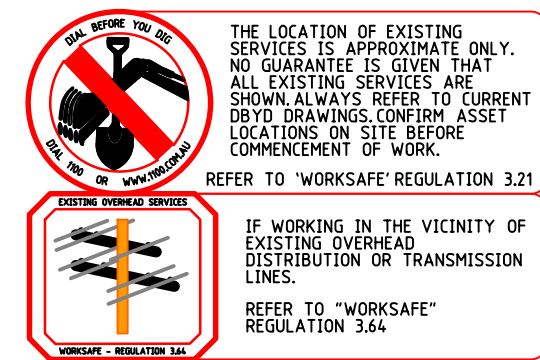 DIAL BEFORE YOU DIG
DIAL 1100 OR WWW.1100.COM.AU
THE LOCATION OF EXISTING
SERVICES IS APPROXIMATE ONLY.
NO GUARANTEE IS GIVEN THAT
ALL EXISTING SERVICES ARE
SHOWN. ALWAYS REFER TO CURRENT
DBYD DRAWINGS. CONFIRM ASSET
LOCATIONS ON SITE BEFORE
COMMENCEMENT OF WORK.
REFER TO 'WORKSAFE' REGULATION 3.21
EXISTING OVERHEAD SERVICES
WORKSAFE - REGULATION 3.64
IF WORKING IN THE VICINITY OF
EXISTING OVERHEAD
DISTRIBUTION OR TRANSMISSION
LINES.
REFER TO "WORKSAFE"
REGULATION 3.64